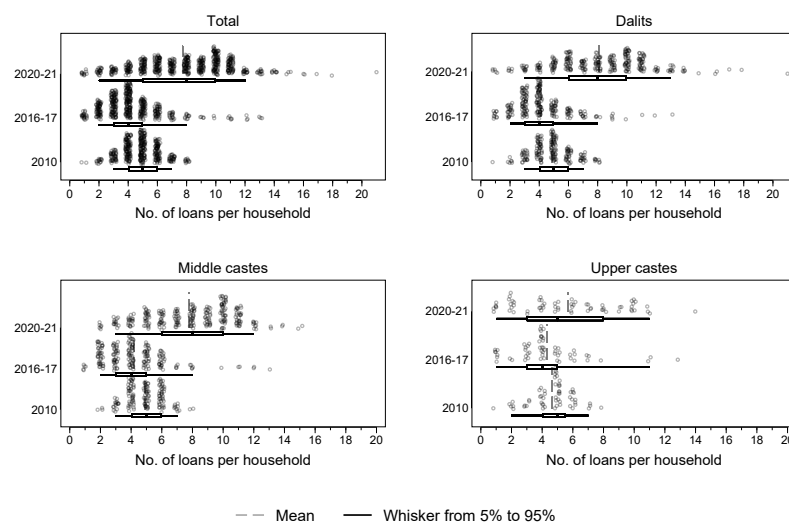 Total
2020-21
2016-17
2010
0 2 4 6 8 10 12 14 16 18 20
No. of loans per household
Dalits
2020-21
2016-17
2010
0 2 4 6 8 10 12 14 16 18 20
No. of loans per household
Middle castes
2020-21
2016-17
2010
0 2 4 6 8 10 12 14 16 18 20
No. of loans per household
Upper castes
2020-21
2016-17
2010
0 2 4 6 8 10 12 14 16 18 20
No. of loans per household
Mean Whisker from 5% to 95%